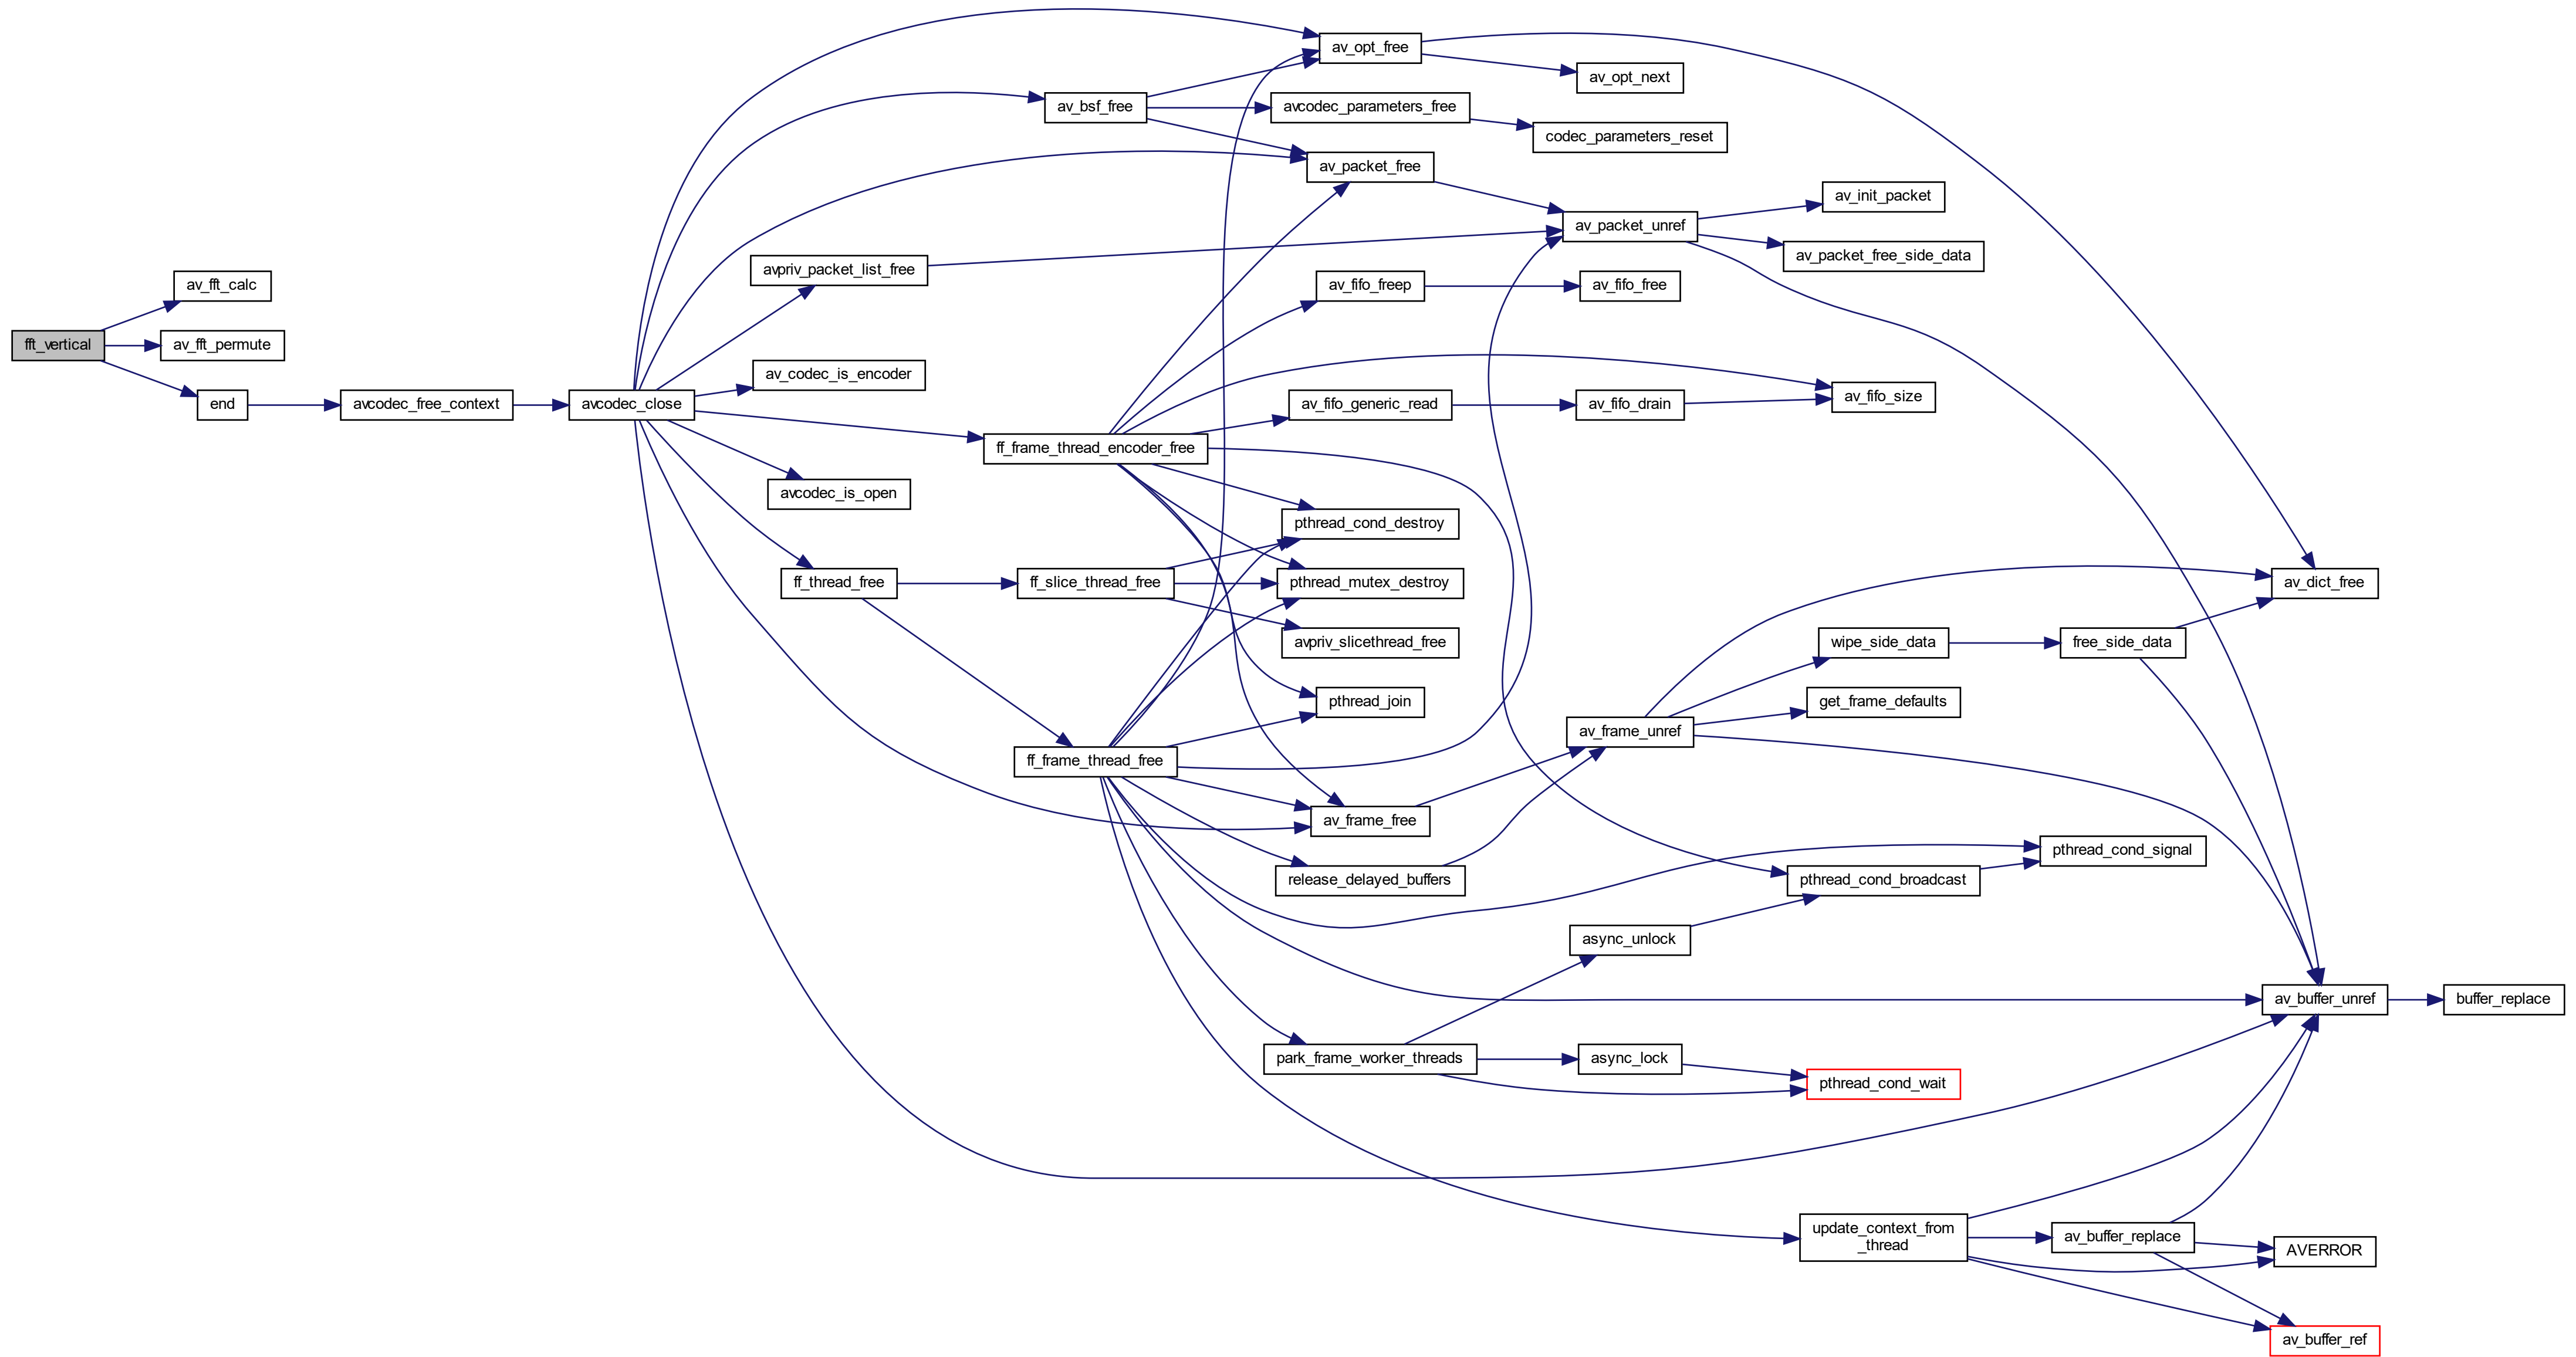 av_opt_free
av_opt_next
av_bsf_free
avcodec_parameters_free
codec_parameters_reset
av_packet_free
av_init_packet
av_packet_unref
av_packet_free_side_data
avpriv_packet_list_free
av_fft_calc
av_fifo_freep
av_fifo_free
fft_vertical
av_fft_permute
av_codec_is_encoder
end
avcodec_free_context
avcodec_close
av_fifo_generic_read
av_fifo_drain
av_fifo_size
ff_frame_thread_encoder_free
avcodec_is_open
pthread_cond_destroy
ff_thread_free
ff_slice_thread_free
pthread_mutex_destroy
av_dict_free
avpriv_slicethread_free
wipe_side_data
free_side_data
pthread_join
get_frame_defaults
av_frame_unref
ff_frame_thread_free
av_frame_free
pthread_cond_signal
release_delayed_buffers
pthread_cond_broadcast
async_unlock
av_buffer_unref
buffer_replace
park_frame_worker_threads
async_lock
pthread_cond_wait
update_context_from
_thread
av_buffer_replace
AVERROR
av_buffer_ref